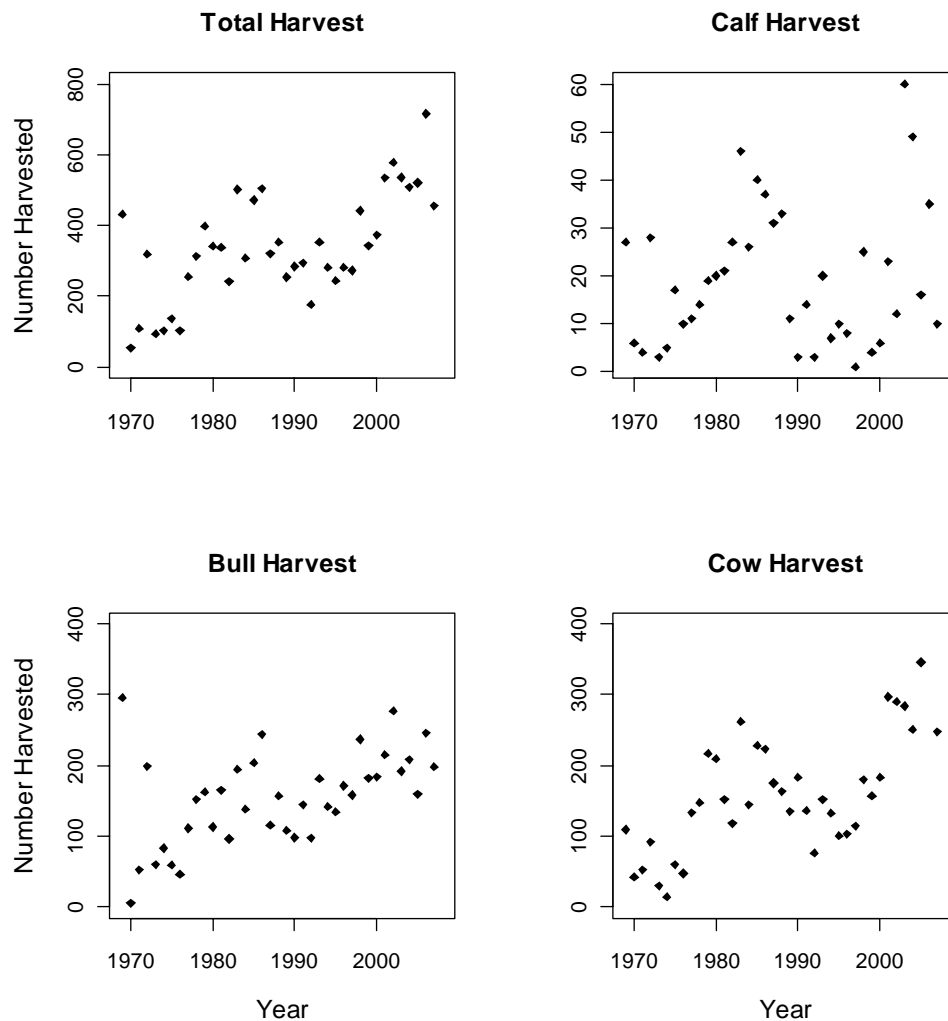 Total Harvest
Number Harvested
0 200 400 600 800
1970 1980 1990 2000
Calf Harvest
0 10 20 30 40 50 60
1970 1980 1990 2000
Bull Harvest
Number Harvested
0 100 200 300 400
1970 1980 1990 2000
Year
Cow Harvest
0 100 200 300 400
1970 1980 1990 2000
Year